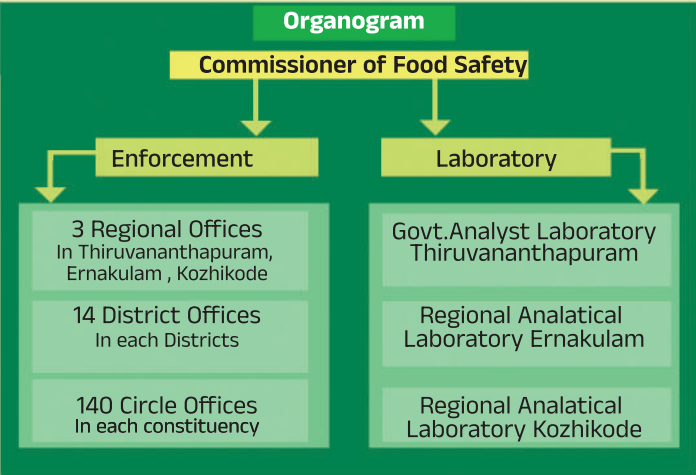 Organogram
Commissioner of Food Safety
Enforcement
3 Regional Offices
In Thiruvananthapuram,
Ernakulam , Kozhikode
14 District Offices
In each Districts
140 Circle Offices
In each constituency
Laboratory
Govt.Analyst Laboratory
Thiruvananthapuram
Regional Analatical
Laboratory Ernakulam
Regional Analatical
Laboratory Kozhikode